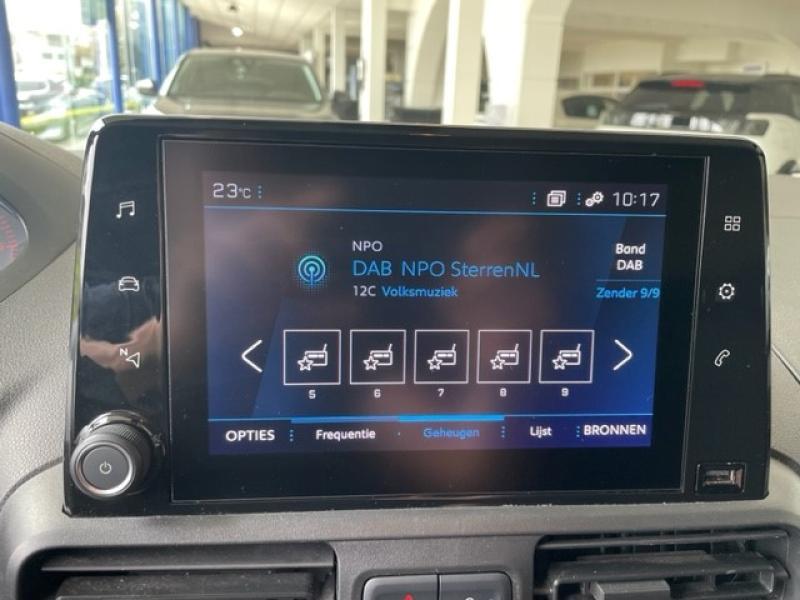 23°C
10:17
NPO
DAB NPO SterrenNL
12C Volksmuziek
Band
DAB
Zender 9/9
5 6 7 8 9
OPTIES Frequentie Geheugen Lijst BRONNEN
N